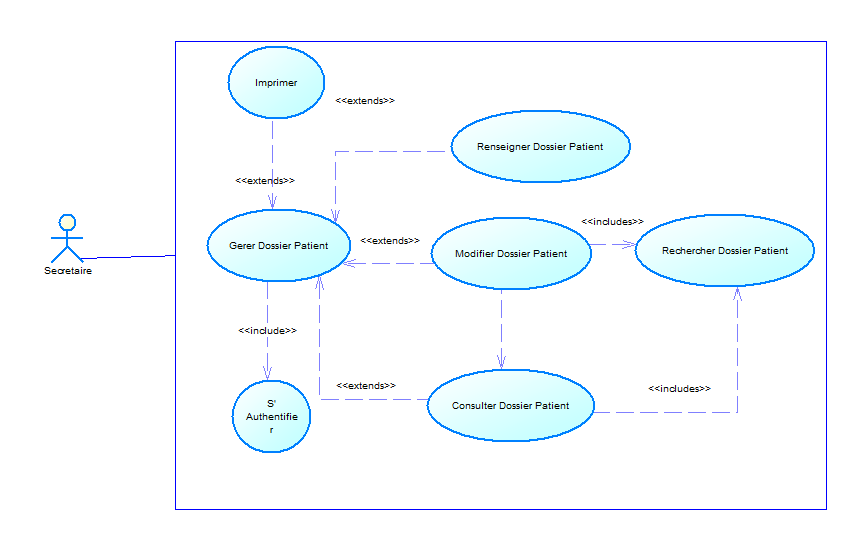 Imprimer
<<extends>>
Renseigner Dossier Patient
<<extends>>
Gerer Dossier Patient
<<extends>>
Modifier Dossier Patient
<<includes>>
Rechercher Dossier Patient
Secretaire
<<include>>
<<extends>>
<<includes>>
S'
Authentifie
r
Consulter Dossier Patient